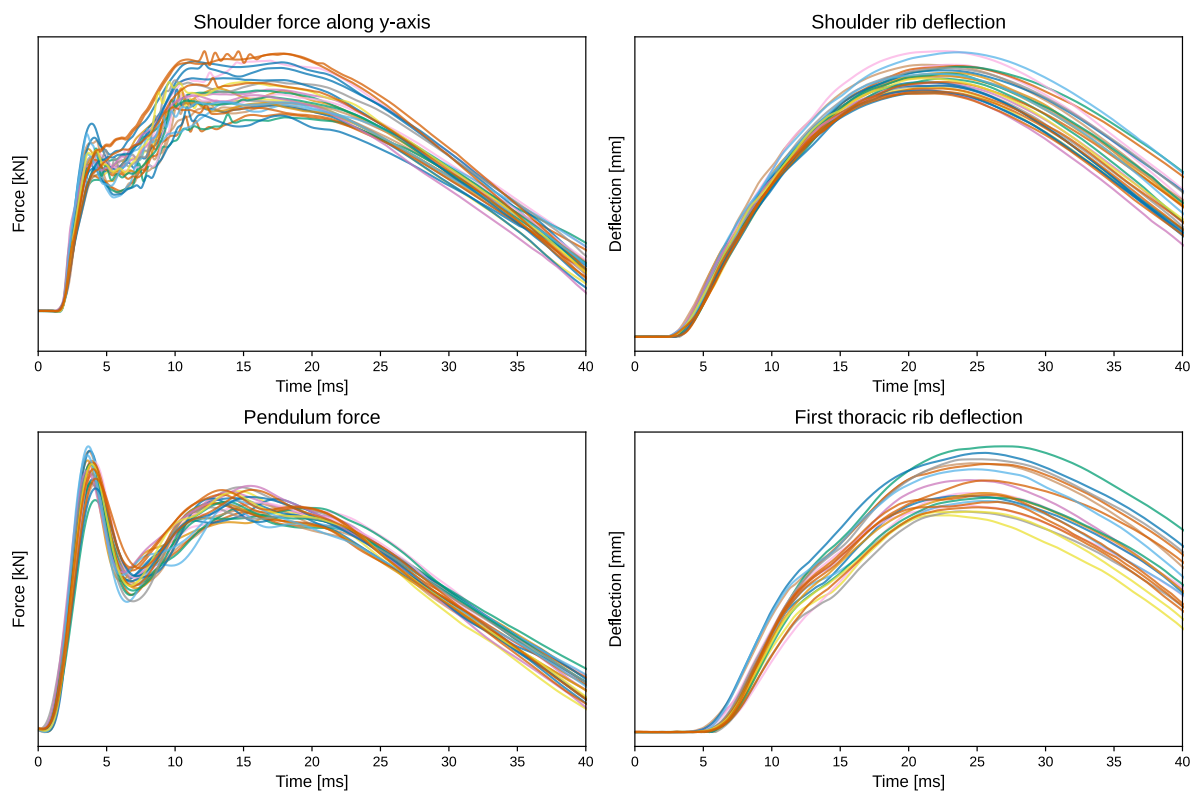 Shoulder force along y-axis
Force [kN]
0 5 10 15 20 25 30 35 40
Time [ms]
Shoulder rib deflection
Deflection [mm]
0 5 10 15 20 25 30 35 40
Time [ms]
Pendulum force
Force [kN]
0 5 10 15 20 25 30 35 40
Time [ms]
First thoracic rib deflection
Deflection [mm]
0 5 10 15 20 25 30 35 40
Time [ms]